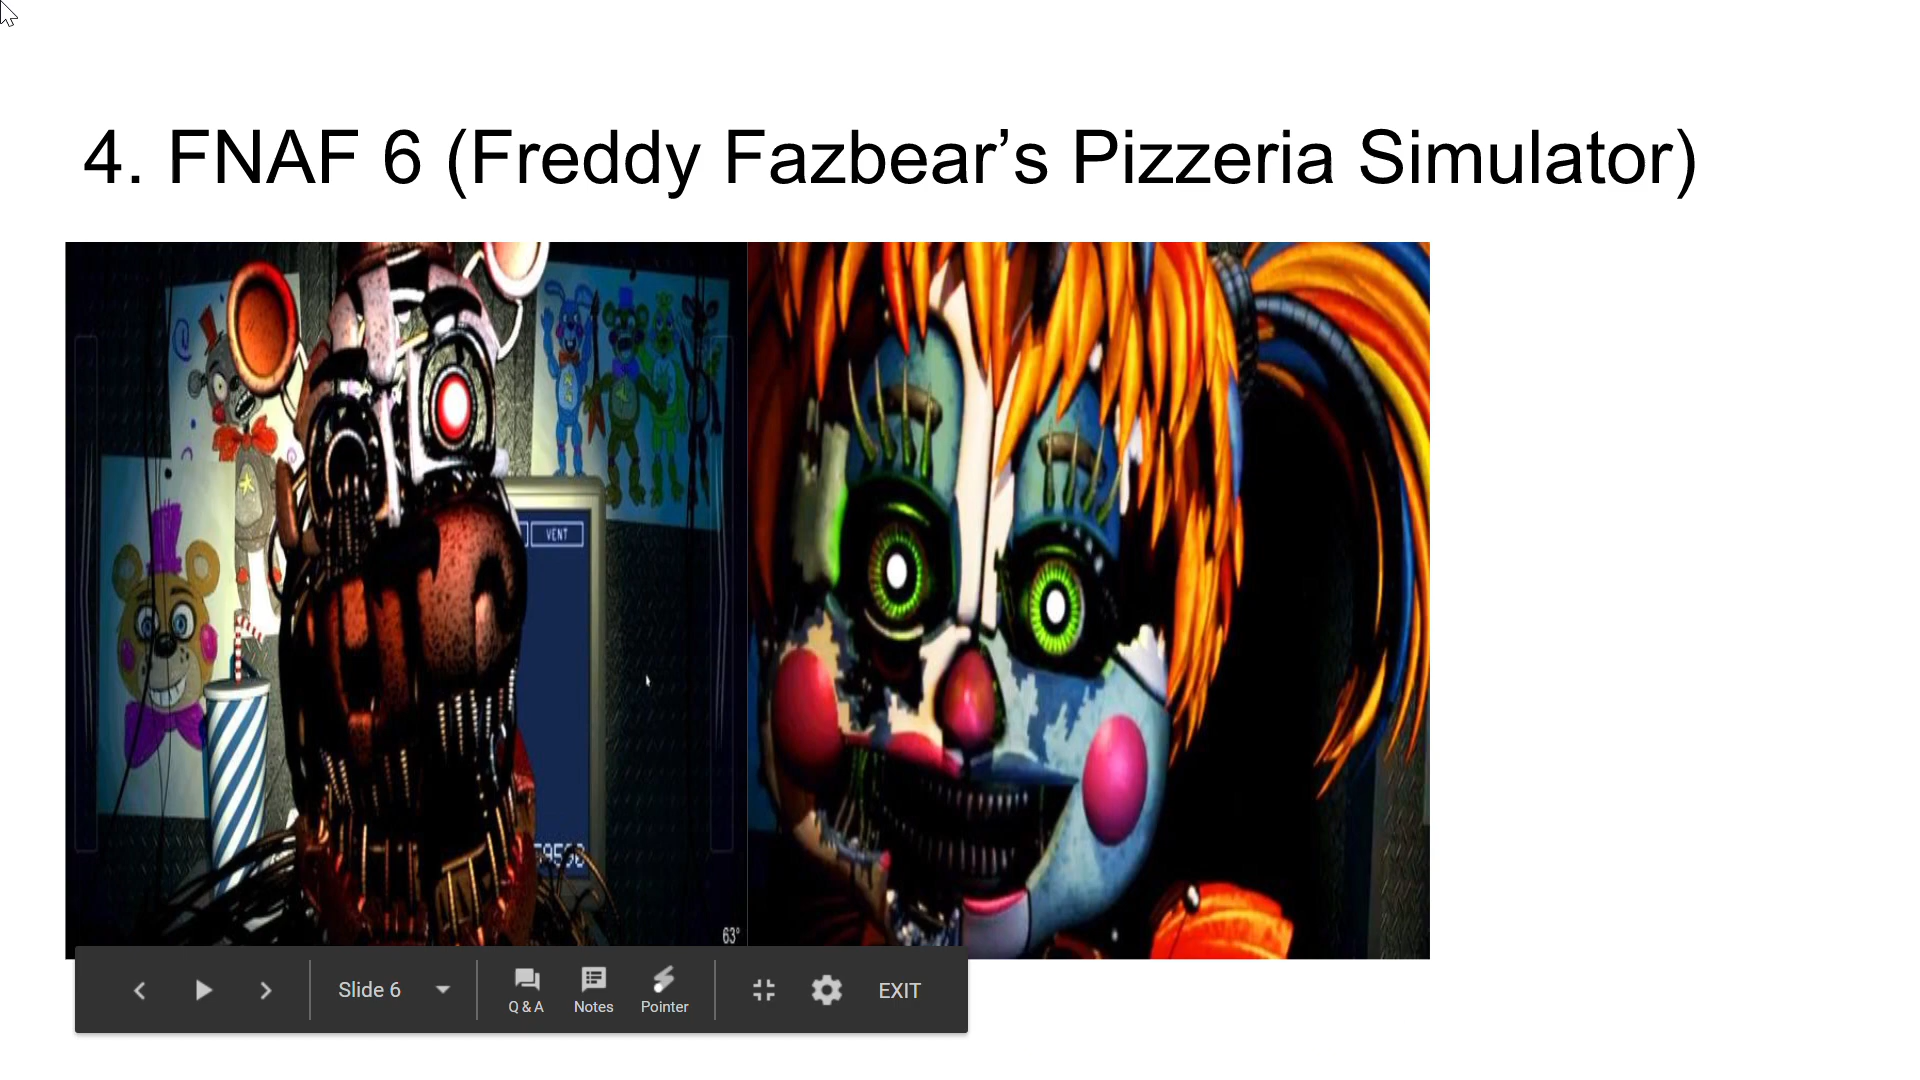 4. FNAF 6 (Freddy Fazbear’s Pizzeria Simulator)
VENT
63°
Slide 6
Q & A
Notes
Pointer
EXIT